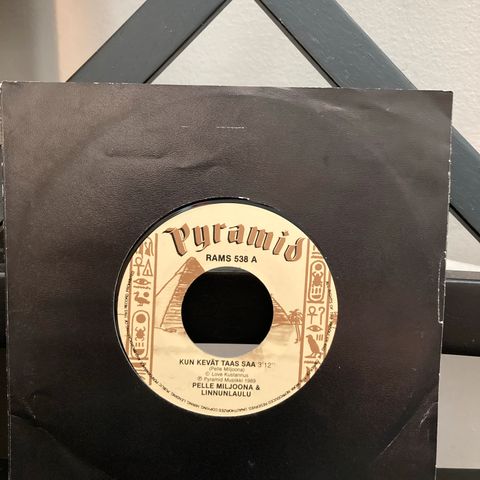 Pyramid
RAMS 538 A
KUN KEVÄT TAAS SAA 3'12"
(Pelle Miljoona)
© Love Kustannus
℗ Pyramid Musiikki 1989
PELLE MILJOONA &
LINNUNLAULU